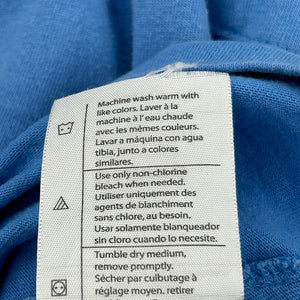 Machine wash warm with
like colors. Laver à la
machine à l'eau chaude
avec les mêmes couleurs.
Lavar a máquina con agua
tibia, junto a colores
similares.
Use only non-chlorine
bleach when needed.
Utiliser uniquement des
agents de blanchiment
sans chlore, au besoin.
Usar solamente blanqueador
sin cloro cuando lo necesite.
Tumble dry medium,
remove promptly.
Sécher par culbutage à
réglage moyen. retirer